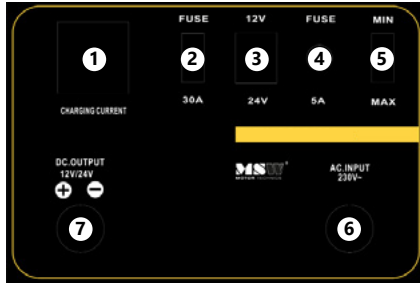 FUSE 12V FUSE MIN
1 2 3 4 5
30A 24V 5A MAX
CHARGING CURRENT
DC.OUTPUT
12V/24V
+ −
MSW
MOTOR TECHNICS
AC.INPUT
230V~
7 6